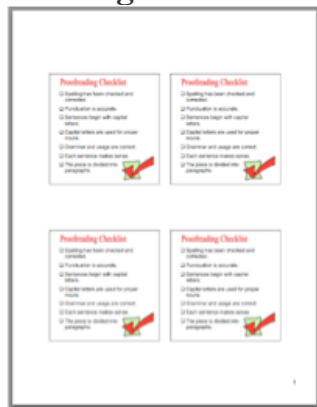 Proofreading Checklist
Spelling has been checked and
corrected.
Punctuation is accurate.
Sentences begin with capital
letters.
Capital letters are used for proper
nouns.
Grammar and usage are correct.
Each sentence makes sense.
The piece is divided into
paragraphs.
Proofreading Checklist
Spelling has been checked and
corrected.
Punctuation is accurate.
Sentences begin with capital
letters.
Capital letters are used for proper
nouns.
Grammar and usage are correct.
Each sentence makes sense.
The piece is divided into
paragraphs.
Proofreading Checklist
Spelling has been checked and
corrected.
Punctuation is accurate.
Sentences begin with capital
letters.
Capital letters are used for proper
nouns.
Grammar and usage are correct.
Each sentence makes sense.
The piece is divided into
paragraphs.
Proofreading Checklist
Spelling has been checked and
corrected.
Punctuation is accurate.
Sentences begin with capital
letters.
Capital letters are used for proper
nouns.
Grammar and usage are correct.
Each sentence makes sense.
The piece is divided into
paragraphs.